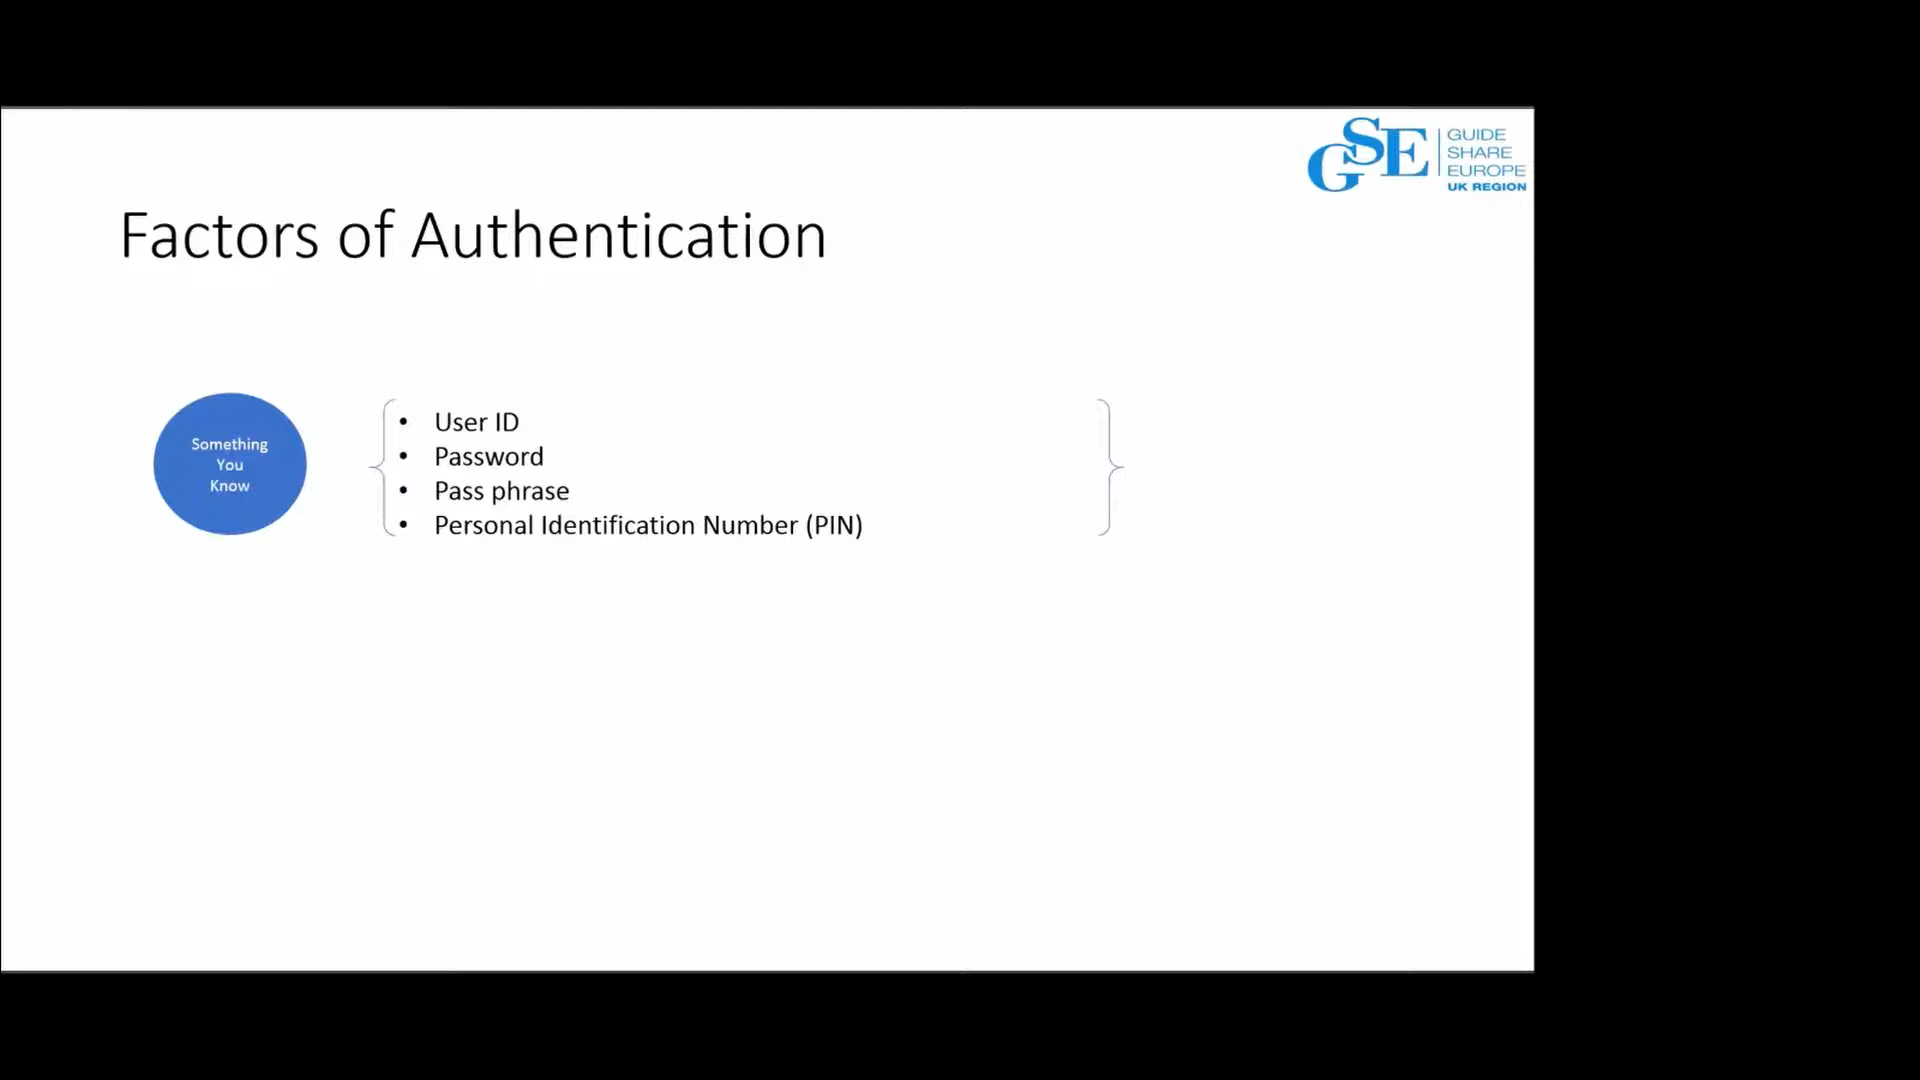 GSE
GUIDE
SHARE
EUROPE
UK REGION
Factors of Authentication
Something
You
Know
• User ID
• Password
• Pass phrase
• Personal Identification Number (PIN)